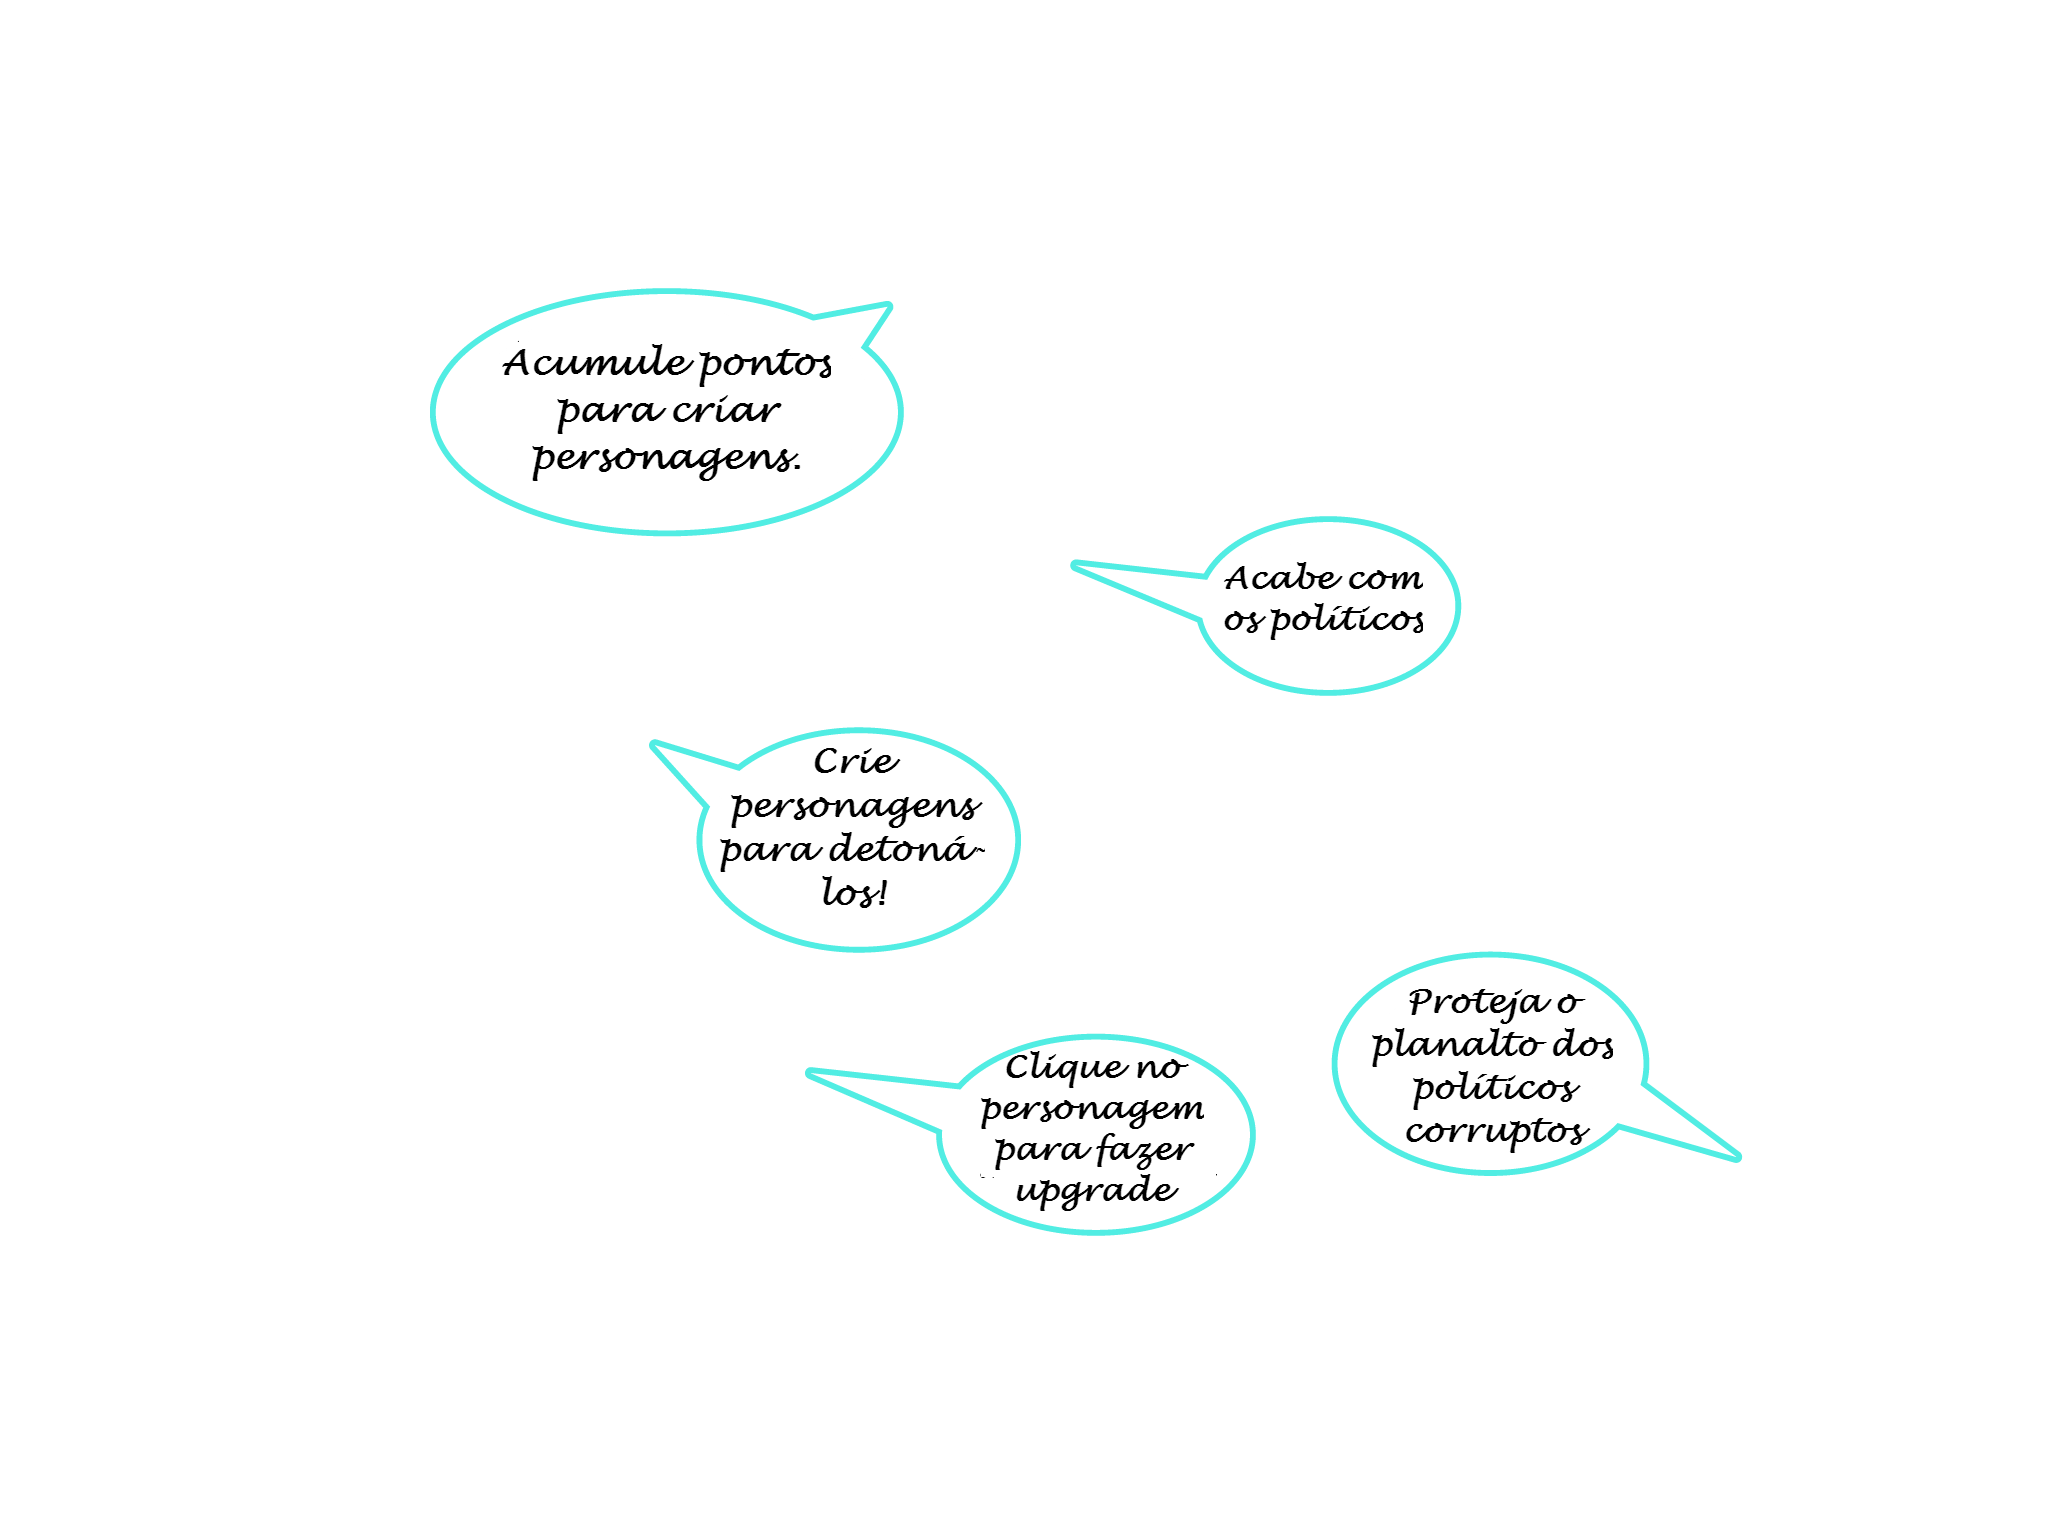 Acumule pontos
para criar
personagens.
Acabe com
os políticos
Crie
personagens
para detoná-
los!
Proteja o
planalto dos
políticos
corruptos
Clique no
personagem
para fazer
upgrade